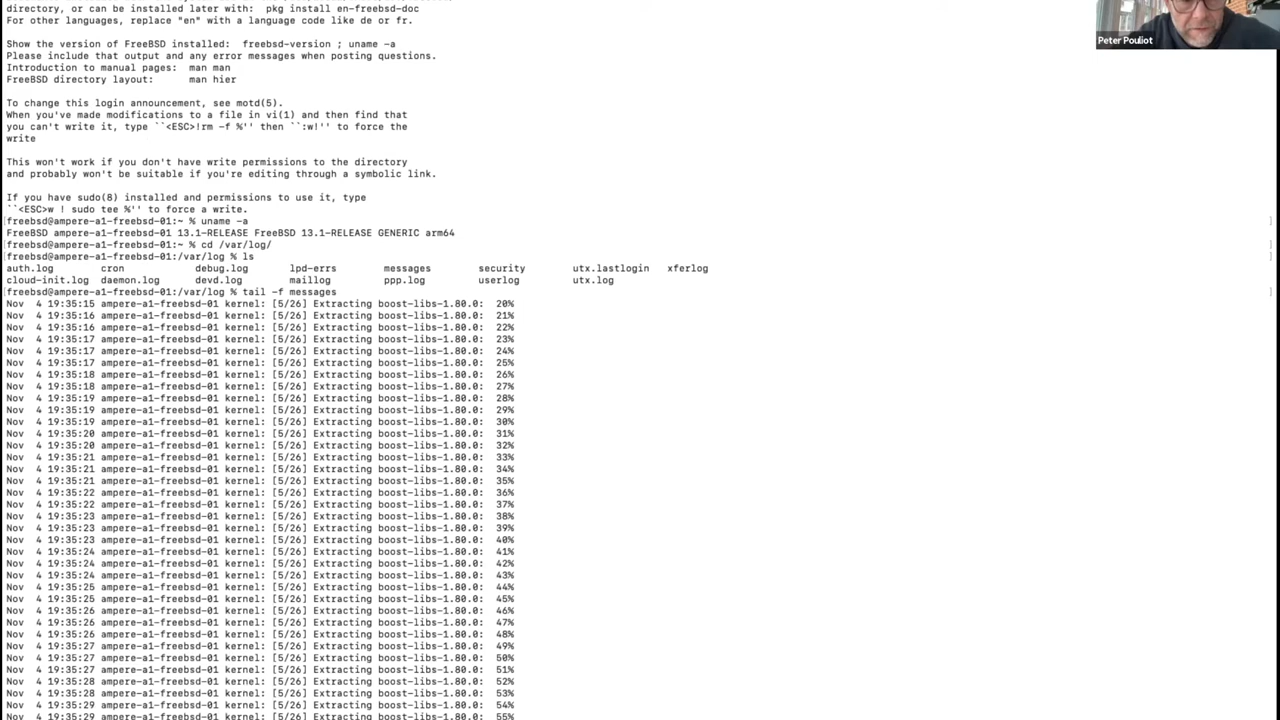 directory, or can be installed later with:  pkg install en-freebsd-doc
For other languages, replace "en" with a language code like de or fr.
Show the version of FreeBSD installed:  freebsd-version ; uname -a
Please include that output and any error messages when posting questions.
Introduction to manual pages:  man man
FreeBSD directory layout:      man hier
To change this login announcement, see motd(5).
When you've made modifications to a file in vi(1) and then find that
you can't write it, type ``<ESC>!rm -f %'' then ``:w!'' to force the
write
This won't work if you don't have write permissions to the directory
and probably won't be suitable if you're editing through a symbolic link.
If you have sudo(8) installed and permissions to use it, type
``<ESC>w ! sudo tee %'' to force a write.
[freebsd@ampere-a1-freebsd-01:~ % uname -a
FreeBSD ampere-a1-freebsd-01 13.1-RELEASE FreeBSD 13.1-RELEASE GENERIC arm64
[freebsd@ampere-a1-freebsd-01:~ % cd /var/log/
[freebsd@ampere-a1-freebsd-01:/var/log % ls
auth.log cron debug.log lpd-errs messages security utx.lastlogin xferlog
cloud-init.log daemon.log devd.log maillog ppp.log userlog utx.log
[freebsd@ampere-a1-freebsd-01:/var/log % tail -f messages
Nov  4 19:35:15 ampere-a1-freebsd-01 kernel: [5/26] Extracting boost-libs-1.80.0:  20%
Nov  4 19:35:16 ampere-a1-freebsd-01 kernel: [5/26] Extracting boost-libs-1.80.0:  21%
Nov  4 19:35:16 ampere-a1-freebsd-01 kernel: [5/26] Extracting boost-libs-1.80.0:  22%
Nov  4 19:35:17 ampere-a1-freebsd-01 kernel: [5/26] Extracting boost-libs-1.80.0:  23%
Nov  4 19:35:17 ampere-a1-freebsd-01 kernel: [5/26] Extracting boost-libs-1.80.0:  24%
Nov  4 19:35:17 ampere-a1-freebsd-01 kernel: [5/26] Extracting boost-libs-1.80.0:  25%
Nov  4 19:35:18 ampere-a1-freebsd-01 kernel: [5/26] Extracting boost-libs-1.80.0:  26%
Nov  4 19:35:18 ampere-a1-freebsd-01 kernel: [5/26] Extracting boost-libs-1.80.0:  27%
Nov  4 19:35:19 ampere-a1-freebsd-01 kernel: [5/26] Extracting boost-libs-1.80.0:  28%
Nov  4 19:35:19 ampere-a1-freebsd-01 kernel: [5/26] Extracting boost-libs-1.80.0:  29%
Nov  4 19:35:19 ampere-a1-freebsd-01 kernel: [5/26] Extracting boost-libs-1.80.0:  30%
Nov  4 19:35:20 ampere-a1-freebsd-01 kernel: [5/26] Extracting boost-libs-1.80.0:  31%
Nov  4 19:35:20 ampere-a1-freebsd-01 kernel: [5/26] Extracting boost-libs-1.80.0:  32%
Nov  4 19:35:21 ampere-a1-freebsd-01 kernel: [5/26] Extracting boost-libs-1.80.0:  33%
Nov  4 19:35:21 ampere-a1-freebsd-01 kernel: [5/26] Extracting boost-libs-1.80.0:  34%
Nov  4 19:35:21 ampere-a1-freebsd-01 kernel: [5/26] Extracting boost-libs-1.80.0:  35%
Nov  4 19:35:22 ampere-a1-freebsd-01 kernel: [5/26] Extracting boost-libs-1.80.0:  36%
Nov  4 19:35:22 ampere-a1-freebsd-01 kernel: [5/26] Extracting boost-libs-1.80.0:  37%
Nov  4 19:35:23 ampere-a1-freebsd-01 kernel: [5/26] Extracting boost-libs-1.80.0:  38%
Nov  4 19:35:23 ampere-a1-freebsd-01 kernel: [5/26] Extracting boost-libs-1.80.0:  39%
Nov  4 19:35:23 ampere-a1-freebsd-01 kernel: [5/26] Extracting boost-libs-1.80.0:  40%
Nov  4 19:35:24 ampere-a1-freebsd-01 kernel: [5/26] Extracting boost-libs-1.80.0:  41%
Nov  4 19:35:24 ampere-a1-freebsd-01 kernel: [5/26] Extracting boost-libs-1.80.0:  42%
Nov  4 19:35:24 ampere-a1-freebsd-01 kernel: [5/26] Extracting boost-libs-1.80.0:  43%
Nov  4 19:35:25 ampere-a1-freebsd-01 kernel: [5/26] Extracting boost-libs-1.80.0:  44%
Nov  4 19:35:25 ampere-a1-freebsd-01 kernel: [5/26] Extracting boost-libs-1.80.0:  45%
Nov  4 19:35:26 ampere-a1-freebsd-01 kernel: [5/26] Extracting boost-libs-1.80.0:  46%
Nov  4 19:35:26 ampere-a1-freebsd-01 kernel: [5/26] Extracting boost-libs-1.80.0:  47%
Nov  4 19:35:26 ampere-a1-freebsd-01 kernel: [5/26] Extracting boost-libs-1.80.0:  48%
Nov  4 19:35:27 ampere-a1-freebsd-01 kernel: [5/26] Extracting boost-libs-1.80.0:  49%
Nov  4 19:35:27 ampere-a1-freebsd-01 kernel: [5/26] Extracting boost-libs-1.80.0:  50%
Nov  4 19:35:27 ampere-a1-freebsd-01 kernel: [5/26] Extracting boost-libs-1.80.0:  51%
Nov  4 19:35:28 ampere-a1-freebsd-01 kernel: [5/26] Extracting boost-libs-1.80.0:  52%
Nov  4 19:35:28 ampere-a1-freebsd-01 kernel: [5/26] Extracting boost-libs-1.80.0:  53%
Nov  4 19:35:29 ampere-a1-freebsd-01 kernel: [5/26] Extracting boost-libs-1.80.0:  54%
Nov  4 19:35:29 ampere-a1-freebsd-01 kernel: [5/26] Extracting boost-libs-1.80.0:  55%
Peter Pouliot